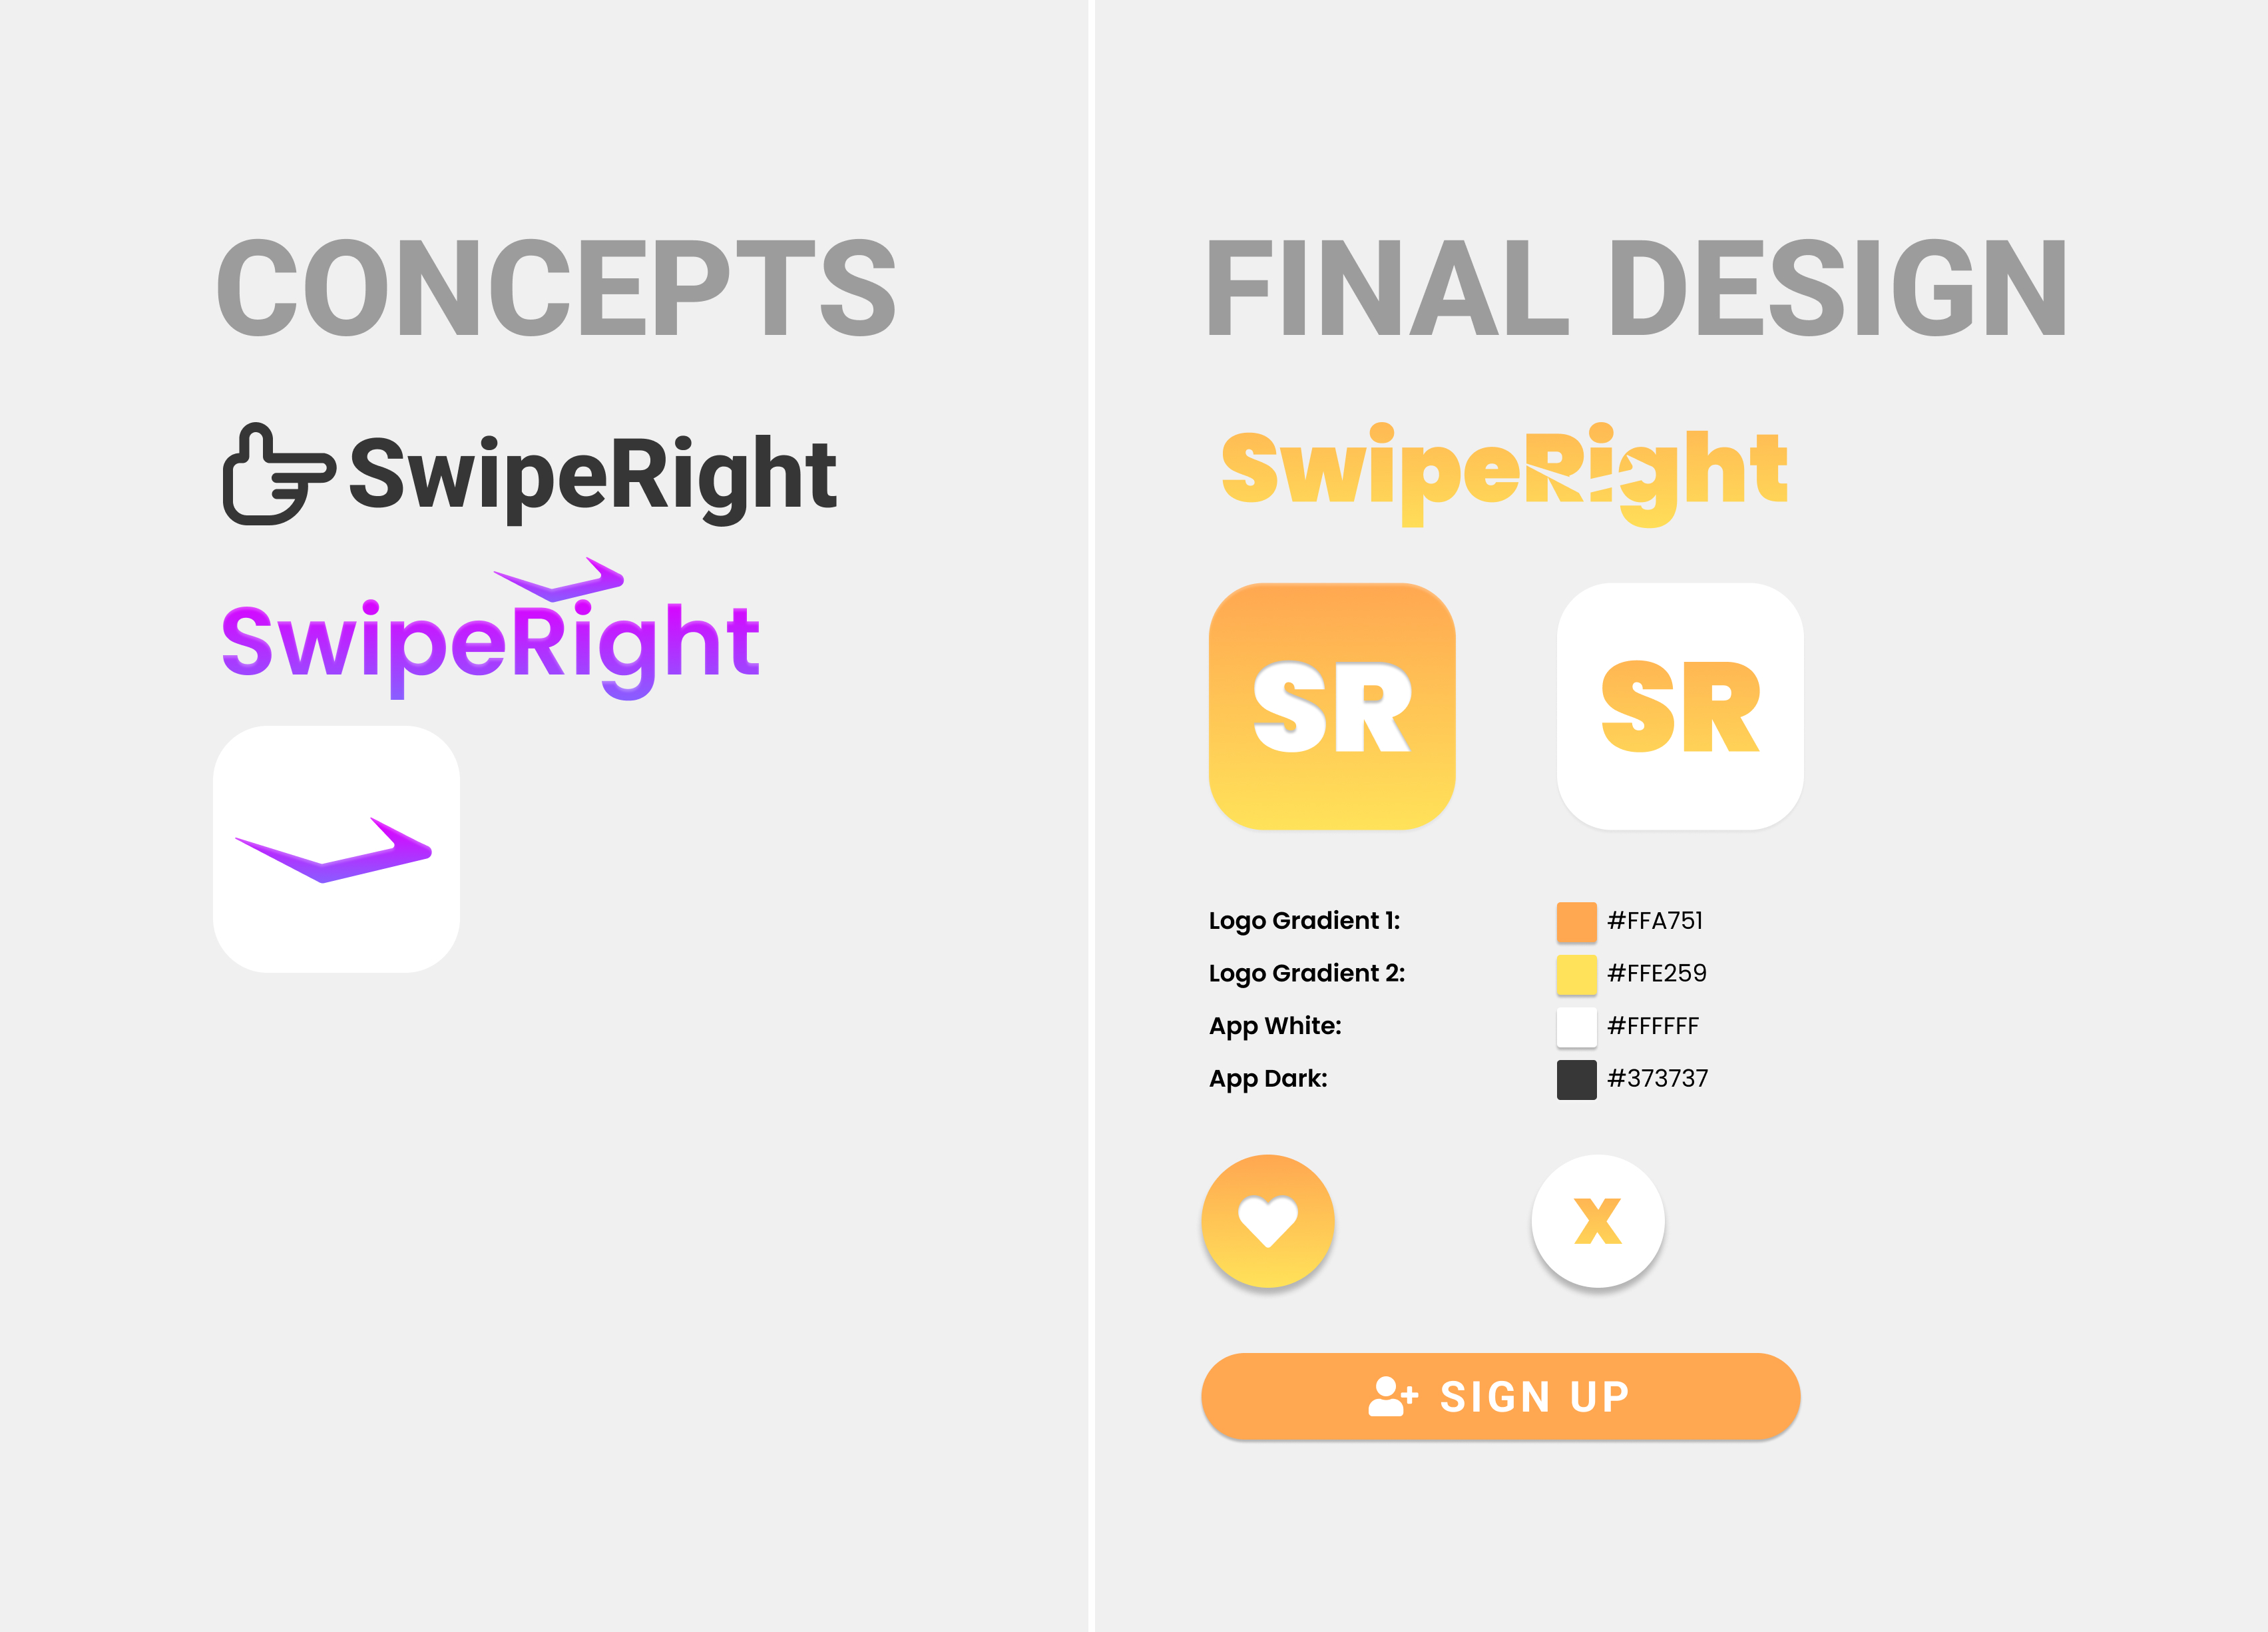 CONCEPTS
SwipeRight
SwipeRight
FINAL DESIGN
SwipeRight
SR
SR
Logo Gradient 1: #FFA751
Logo Gradient 2: #FFE259
App White: #FFFFFF
App Dark: #373737
X
SIGN UP